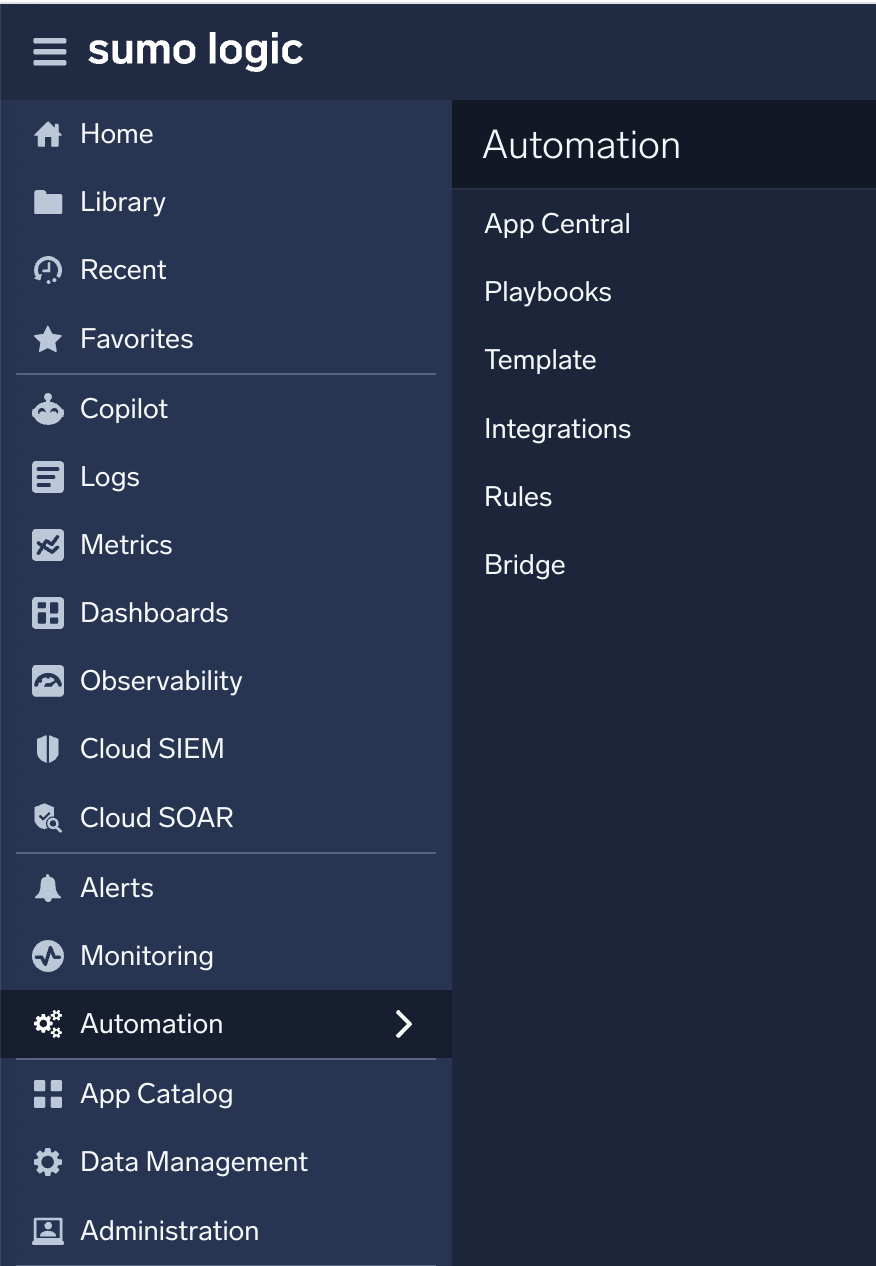 sumo logic
Home
Library
Recent
Favorites
Copilot
Logs
Metrics
Dashboards
Observability
Cloud SIEM
Cloud SOAR
Alerts
Monitoring
Automation
App Catalog
Data Management
Administration
Automation
App Central
Playbooks
Template
Integrations
Rules
Bridge